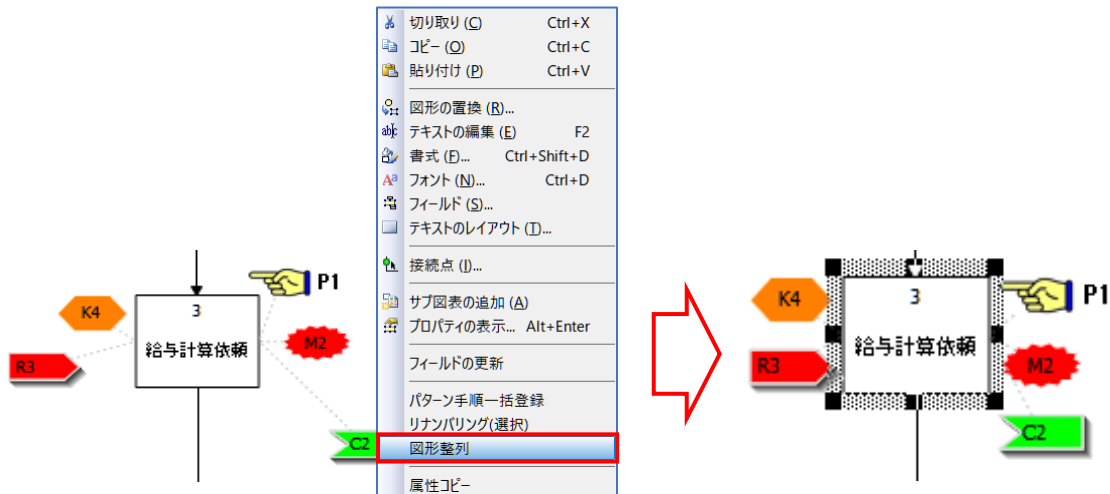 切り取り (C) Ctrl+X
コピー (O) Ctrl+C
貼り付け (P) Ctrl+V
図形の置換 (R)...
テキストの編集 (E) F2
書式 (F)... Ctrl+Shift+D
フォント (N)... Ctrl+D
フィールド (S)...
テキストのレイアウト (T)...
接続点 (I)...
サブ図表の追加 (A)
プロパティの表示... Alt+Enter
フィールドの更新
パターン手順一括登録
リナンバリング(選択)
図形整列
属性コピー
P1
K4
3
給与計算依頼
M2
R3
C2
P1
K4
3
給与計算依頼
R3
M2
C2